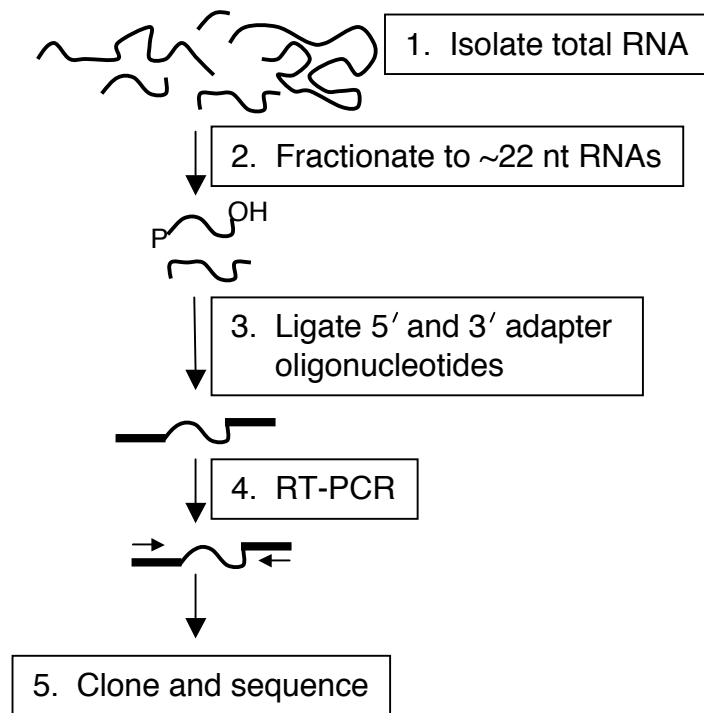 1. Isolate total RNA
2. Fractionate to ~22 nt RNAs
OH
P
3. Ligate 5′ and 3′ adapter
oligonucleotides
4. RT-PCR
5. Clone and sequence